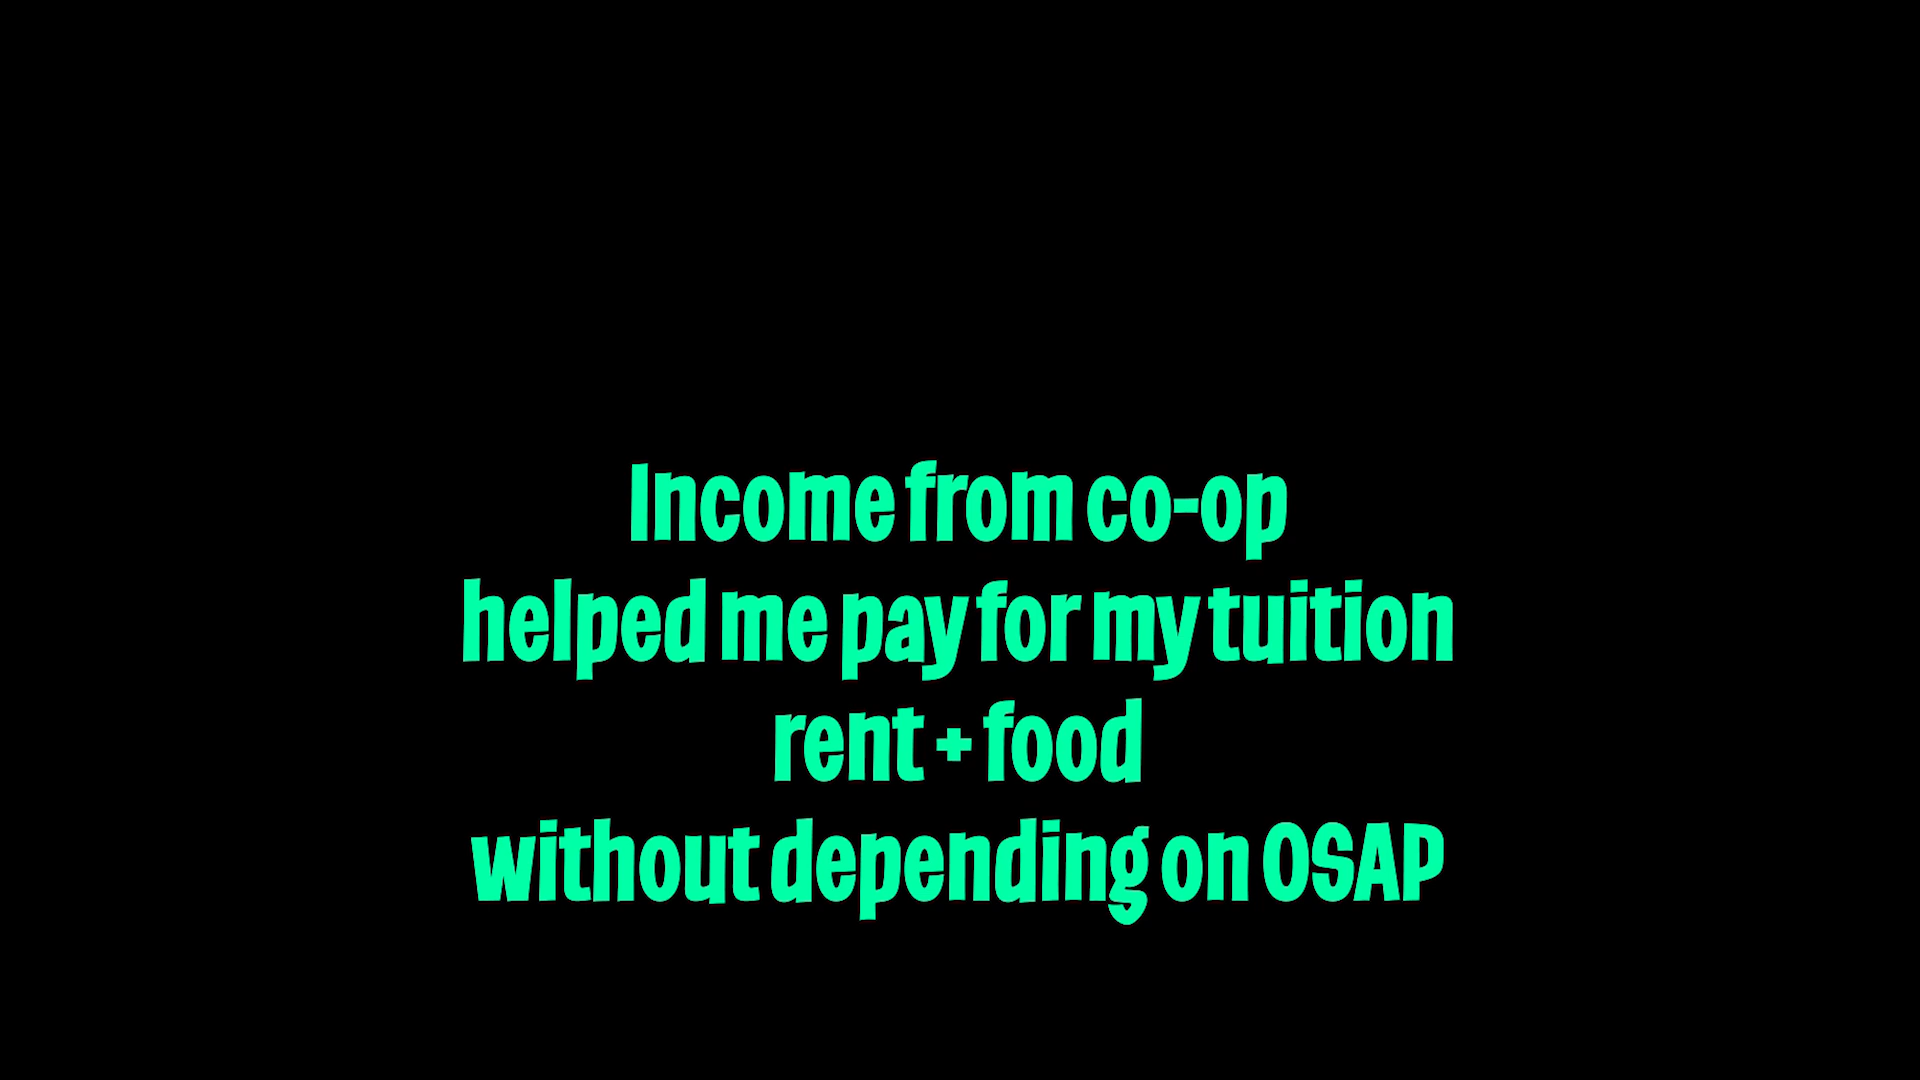 Income from co-op
helped me pay for my tuition
rent + food
without depending on OSAP